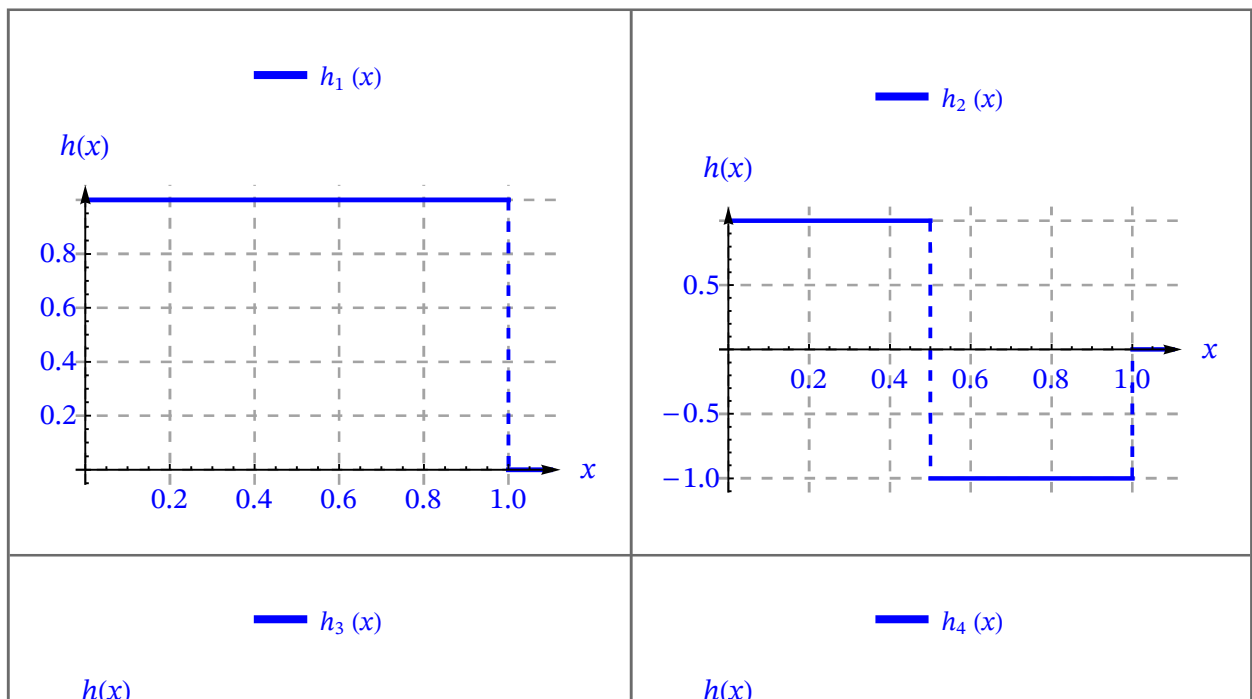 h₁ (x)
h(x)
0.8
0.6
0.4
0.2
0.2 0.4 0.6 0.8 1.0
x
h₂ (x)
h(x)
0.5
x
0.2 0.4 0.6 0.8 1.0
−0.5
−1.0
h₃ (x)
h(x)
h₄ (x)
h(x)